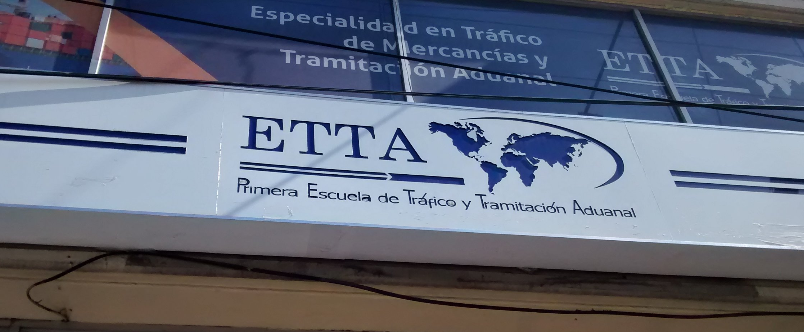 Especialidad en Tráfico
de Mercancías y
Tramitación Aduanal
ETTA
ETTA
Primera Escuela de Tráfico y Tramitación Aduanal